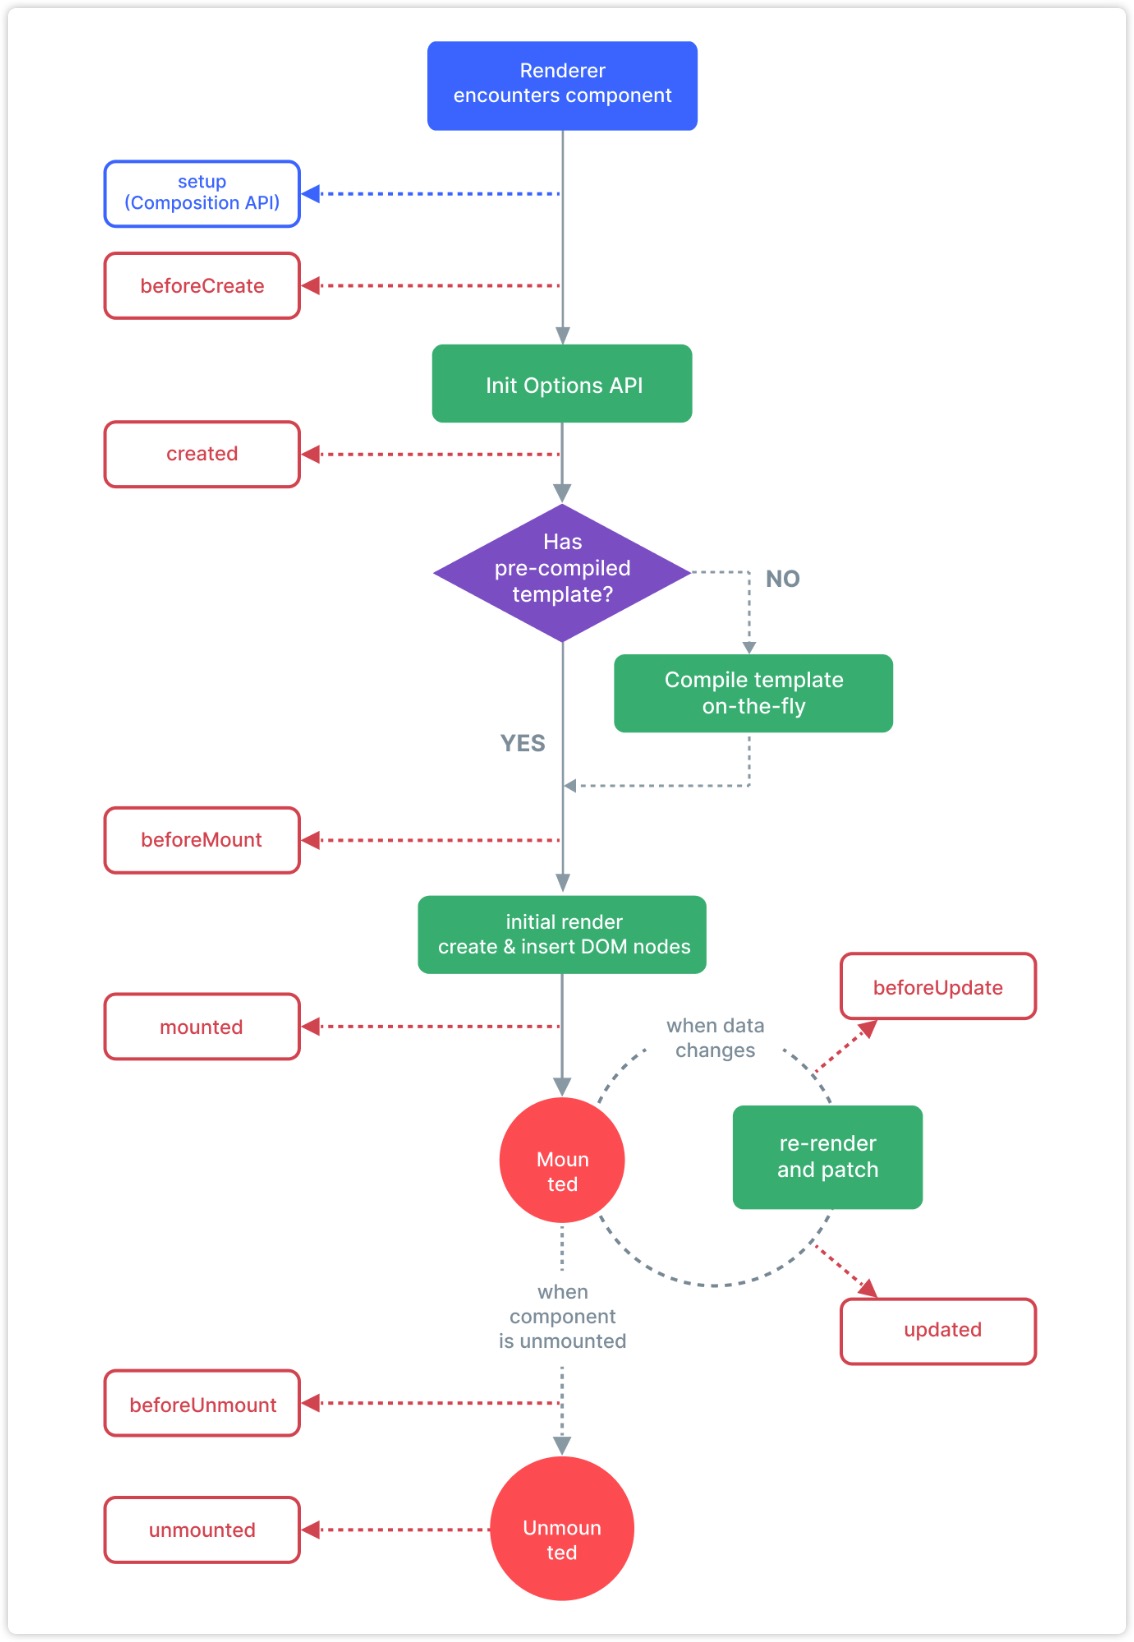 Renderer
encounters component
setup
(Composition API)
beforeCreate
Init Options API
created
Has
pre-compiled
template?
NO
Compile template
on-the-fly
YES
beforeMount
initial render
create & insert DOM nodes
beforeUpdate
mounted
when data
changes
Moun
ted
re-render
and patch
when
component
is unmounted
updated
beforeUnmount
unmounted
Unmoun
ted